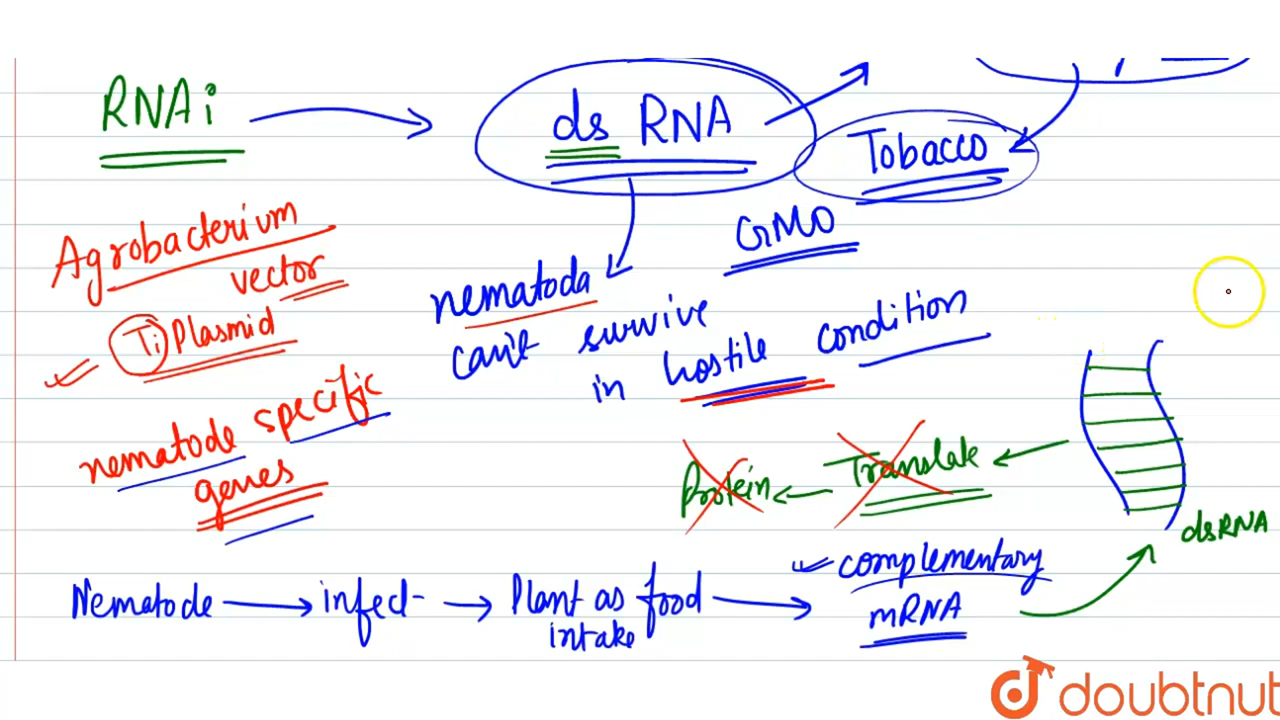 RNAi
ds RNA
Tobacco
GMO
Agrobacterium
vector
Ti Plasmid
nematode specific
genes
nematoda
can't survive
in hostile condition
Protein
Translate
dsRNA
Nematode infect Plant as food
intake
complementary
mRNA
doubtnut